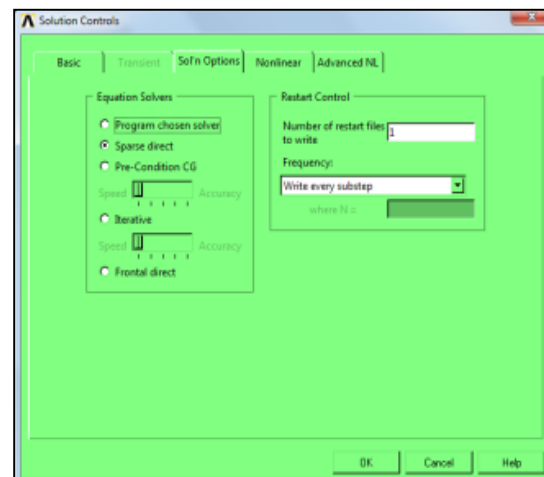 Solution Controls
Basic
Transient
Sol'n Options
Nonlinear
Advanced NL
Equation Solvers
Program chosen solver
Sparse direct
Pre-Condition CG
Speed Accuracy
Iterative
Speed Accuracy
Frontal direct
Restart Control
Number of restart files
to write
1
Frequency:
Write every substep
where N =
OK
Cancel
Help